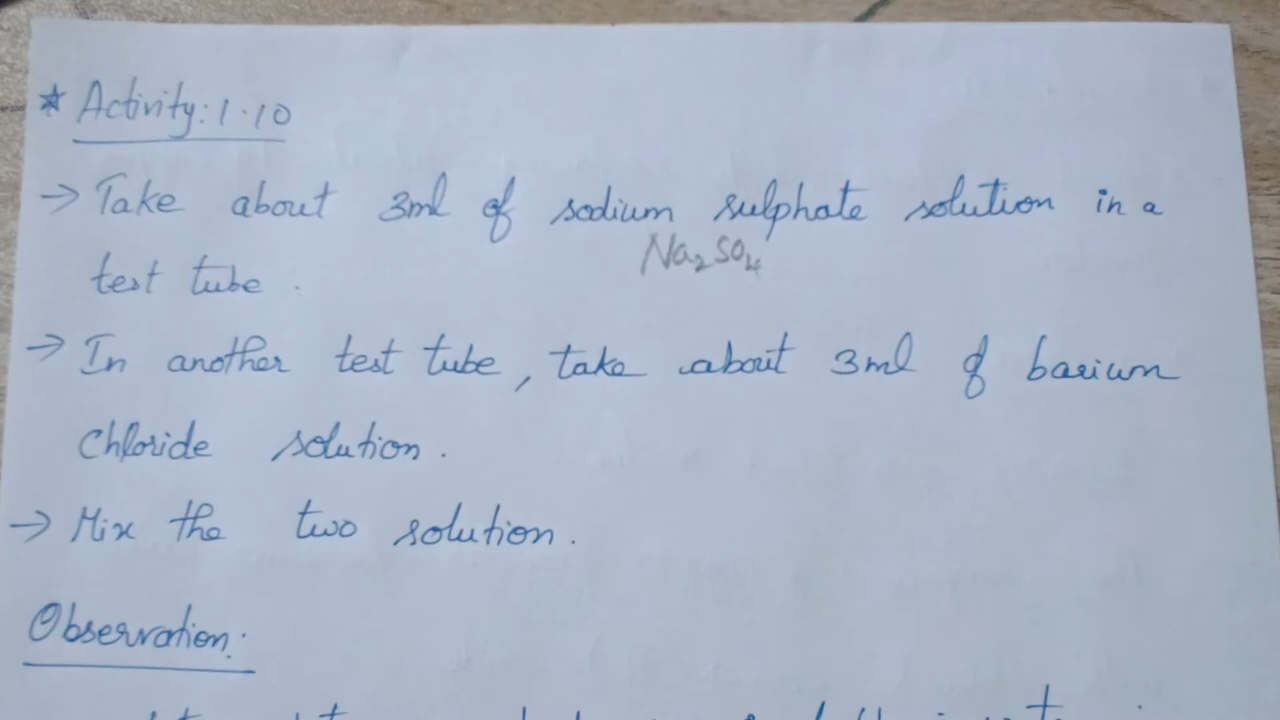 ★ Activity: 1.10
→ Take about 3ml of sodium sulphate solution in a
Na₂SO₄
test tube.
→ In another test tube, take about 3ml of barium
Chloride solution.
→ Mix the two solution.
Observation: